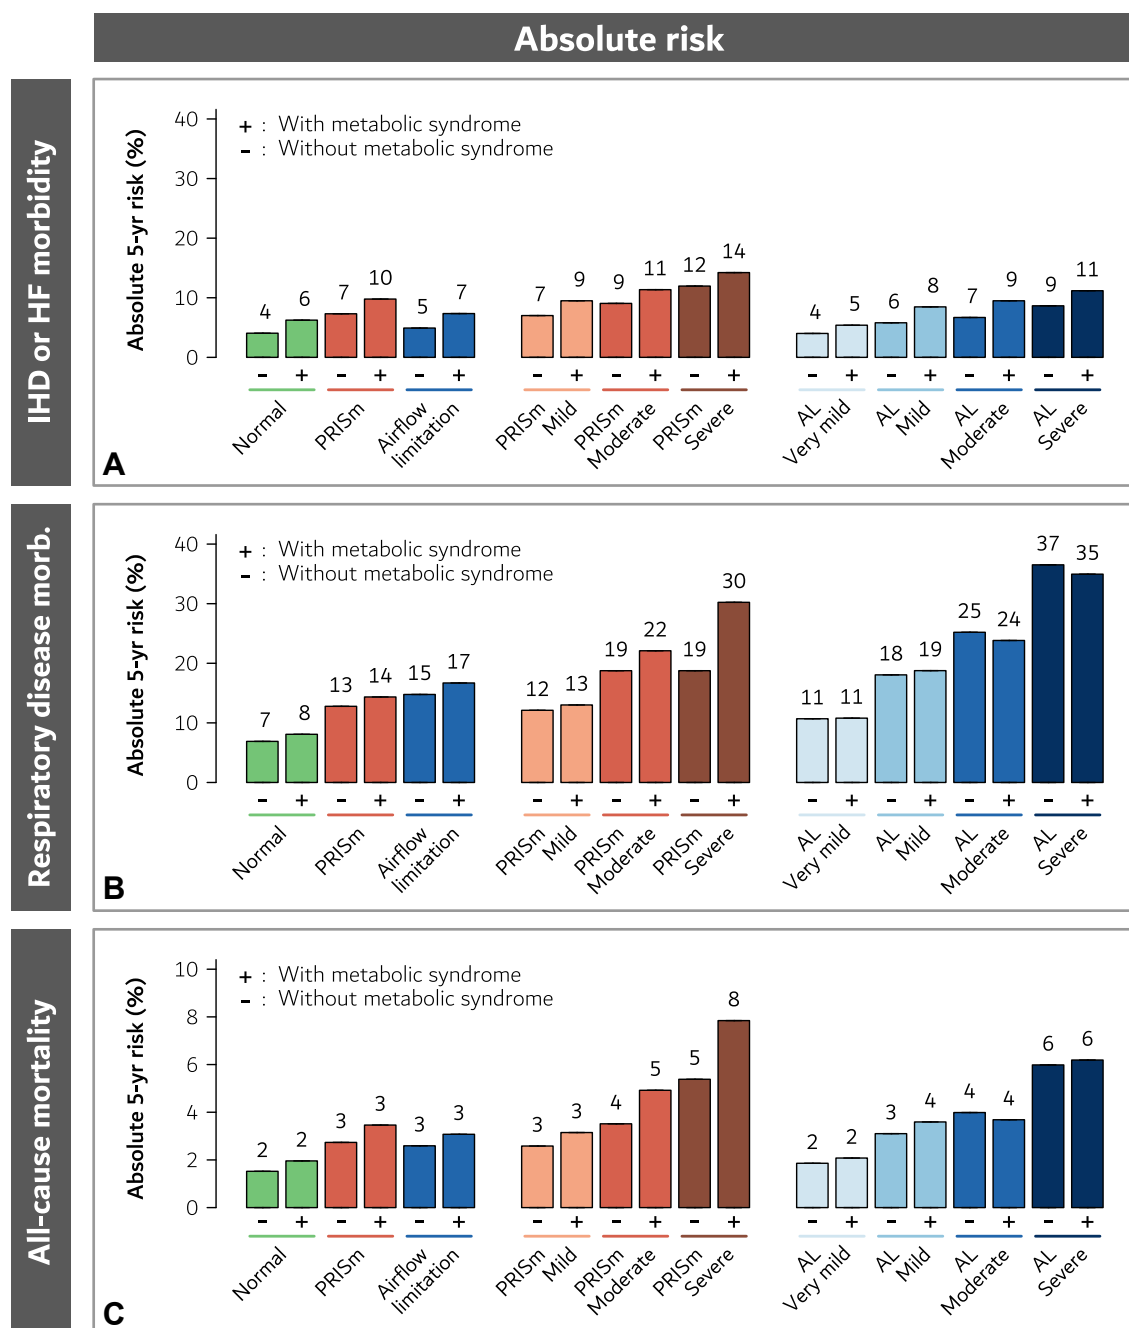 Absolute risk
IHD or HF morbidity
Absolute 5-yr risk (%)
40
30
20
10
0
+ : With metabolic syndrome
− : Without metabolic syndrome
4 6 7 10 5 7 7 9 9 11 12 14 4 5 6 8 7 9 9 11
− + − + − + − + − + − + − + − + − + − +
Normal
PRISm
Airflow
limitation
PRISm
Mild
PRISm
Moderate
PRISm
Severe
AL
Very mild
AL
Mild
AL
Moderate
AL
Severe
A
Respiratory disease morb.
Absolute 5-yr risk (%)
40
30
20
10
0
+ : With metabolic syndrome
− : Without metabolic syndrome
7 8 13 14 15 17 12 13 19 22 19 30 11 11 18 19 25 24 37 35
− + − + − + − + − + − + − + − + − + − +
Normal
PRISm
Airflow
limitation
PRISm
Mild
PRISm
Moderate
PRISm
Severe
AL
Very mild
AL
Mild
AL
Moderate
AL
Severe
B
All-cause mortality
Absolute 5-yr risk (%)
10
8
6
4
2
0
+ : With metabolic syndrome
− : Without metabolic syndrome
2 2 3 3 3 3 3 3 4 5 5 8 2 2 3 4 4 4 6 6
− + − + − + − + − + − + − + − + − + − +
Normal
PRISm
Airflow
limitation
PRISm
Mild
PRISm
Moderate
PRISm
Severe
AL
Very mild
AL
Mild
AL
Moderate
AL
Severe
C